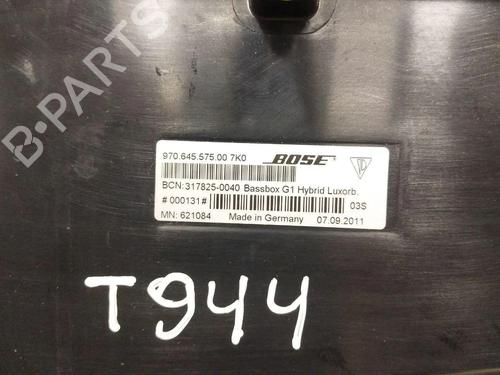 B-PARTS
970.645.575.00 7K0 BOSE
BCN:317825-0040 Bassbox G1 Hybrid Luxorb.
# 000131# 03S
MN: 621084 Made in Germany 07.09.2011
T944